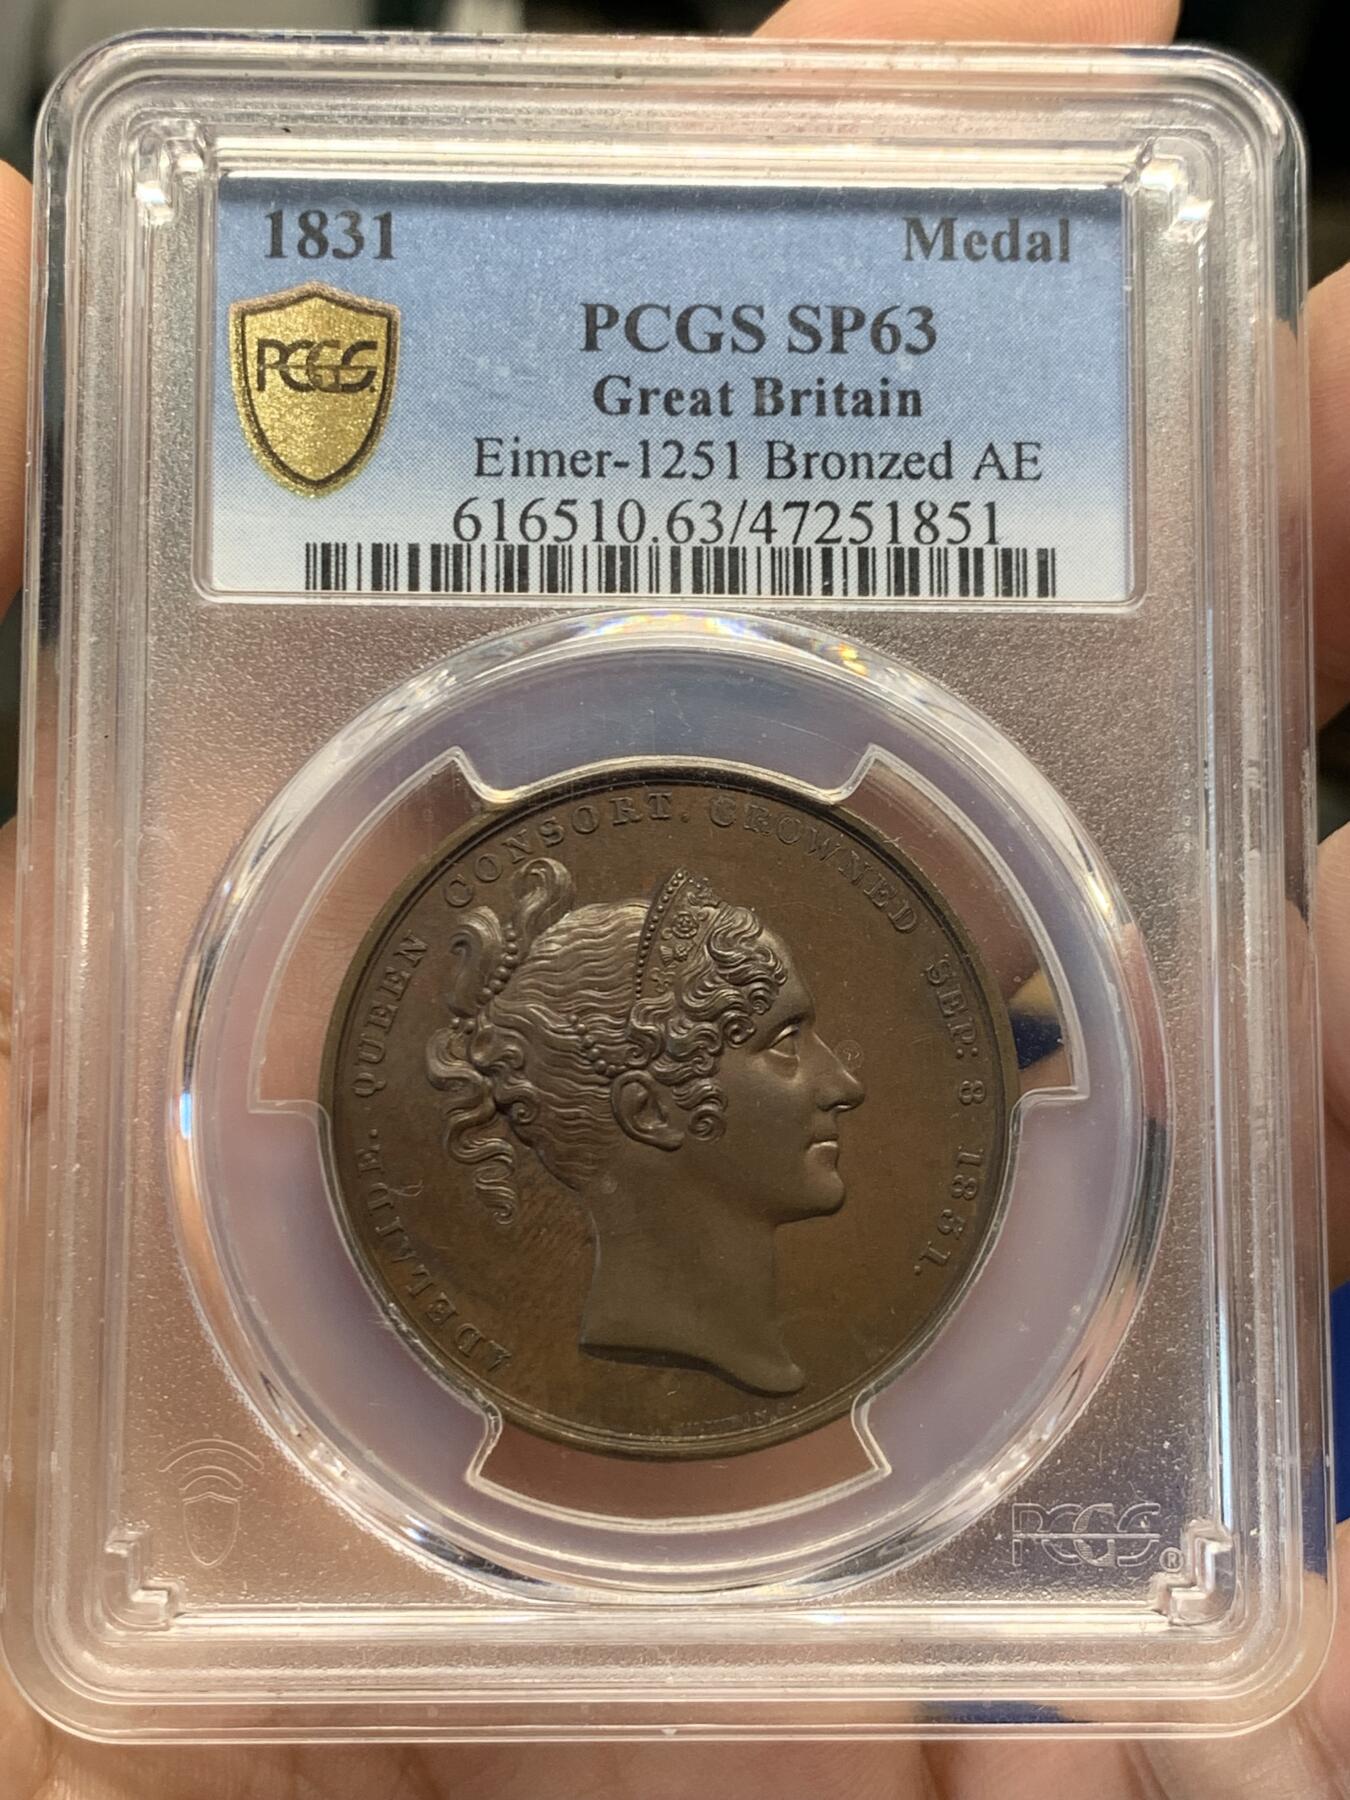 1831 Medal
PCGS
PCGS SP63
Great Britain
Eimer-1251 Bronzed AE
616510.63/47251851
ADELAIDE. QUEEN CONSORT. CROWNED SEP: 8 1831.
PCGS ®